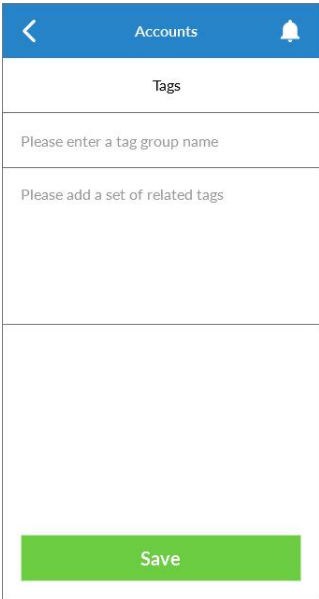 Accounts
Tags
Please enter a tag group name
Please add a set of related tags
Save